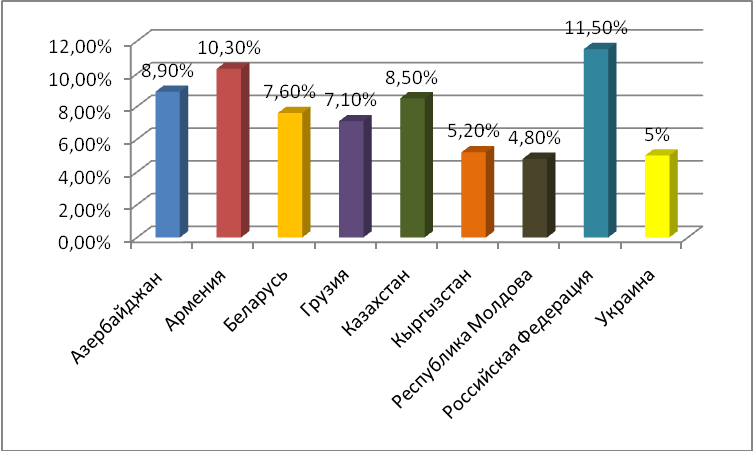 12,00%
10,00%
8,00%
6,00%
4,00%
2,00%
0,00%
8,90%
10,30%
7,60%
7,10%
8,50%
5,20%
4,80%
11,50%
5%
Азербайджан
Армения
Беларусь
Грузия
Казахстан
Кыргызстан
Республика Молдова
Российская Федерация
Украина